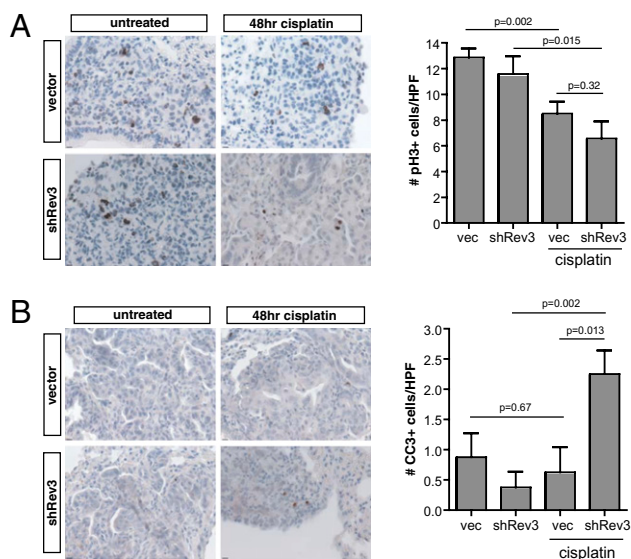 A
untreated
48hr cisplatin
vector
shRev3
# pH3+ cells/HPF
14
12
10
8
6
4
2
0
p=0.002
p=0.015
p=0.32
vec
shRev3
vec
shRev3
cisplatin
B
untreated
48hr cisplatin
vector
shRev3
# CC3+ cells/HPF
3.0
2.5
2.0
1.5
1.0
0.5
0.0
p=0.002
p=0.013
p=0.67
vec
shRev3
vec
shRev3
cisplatin